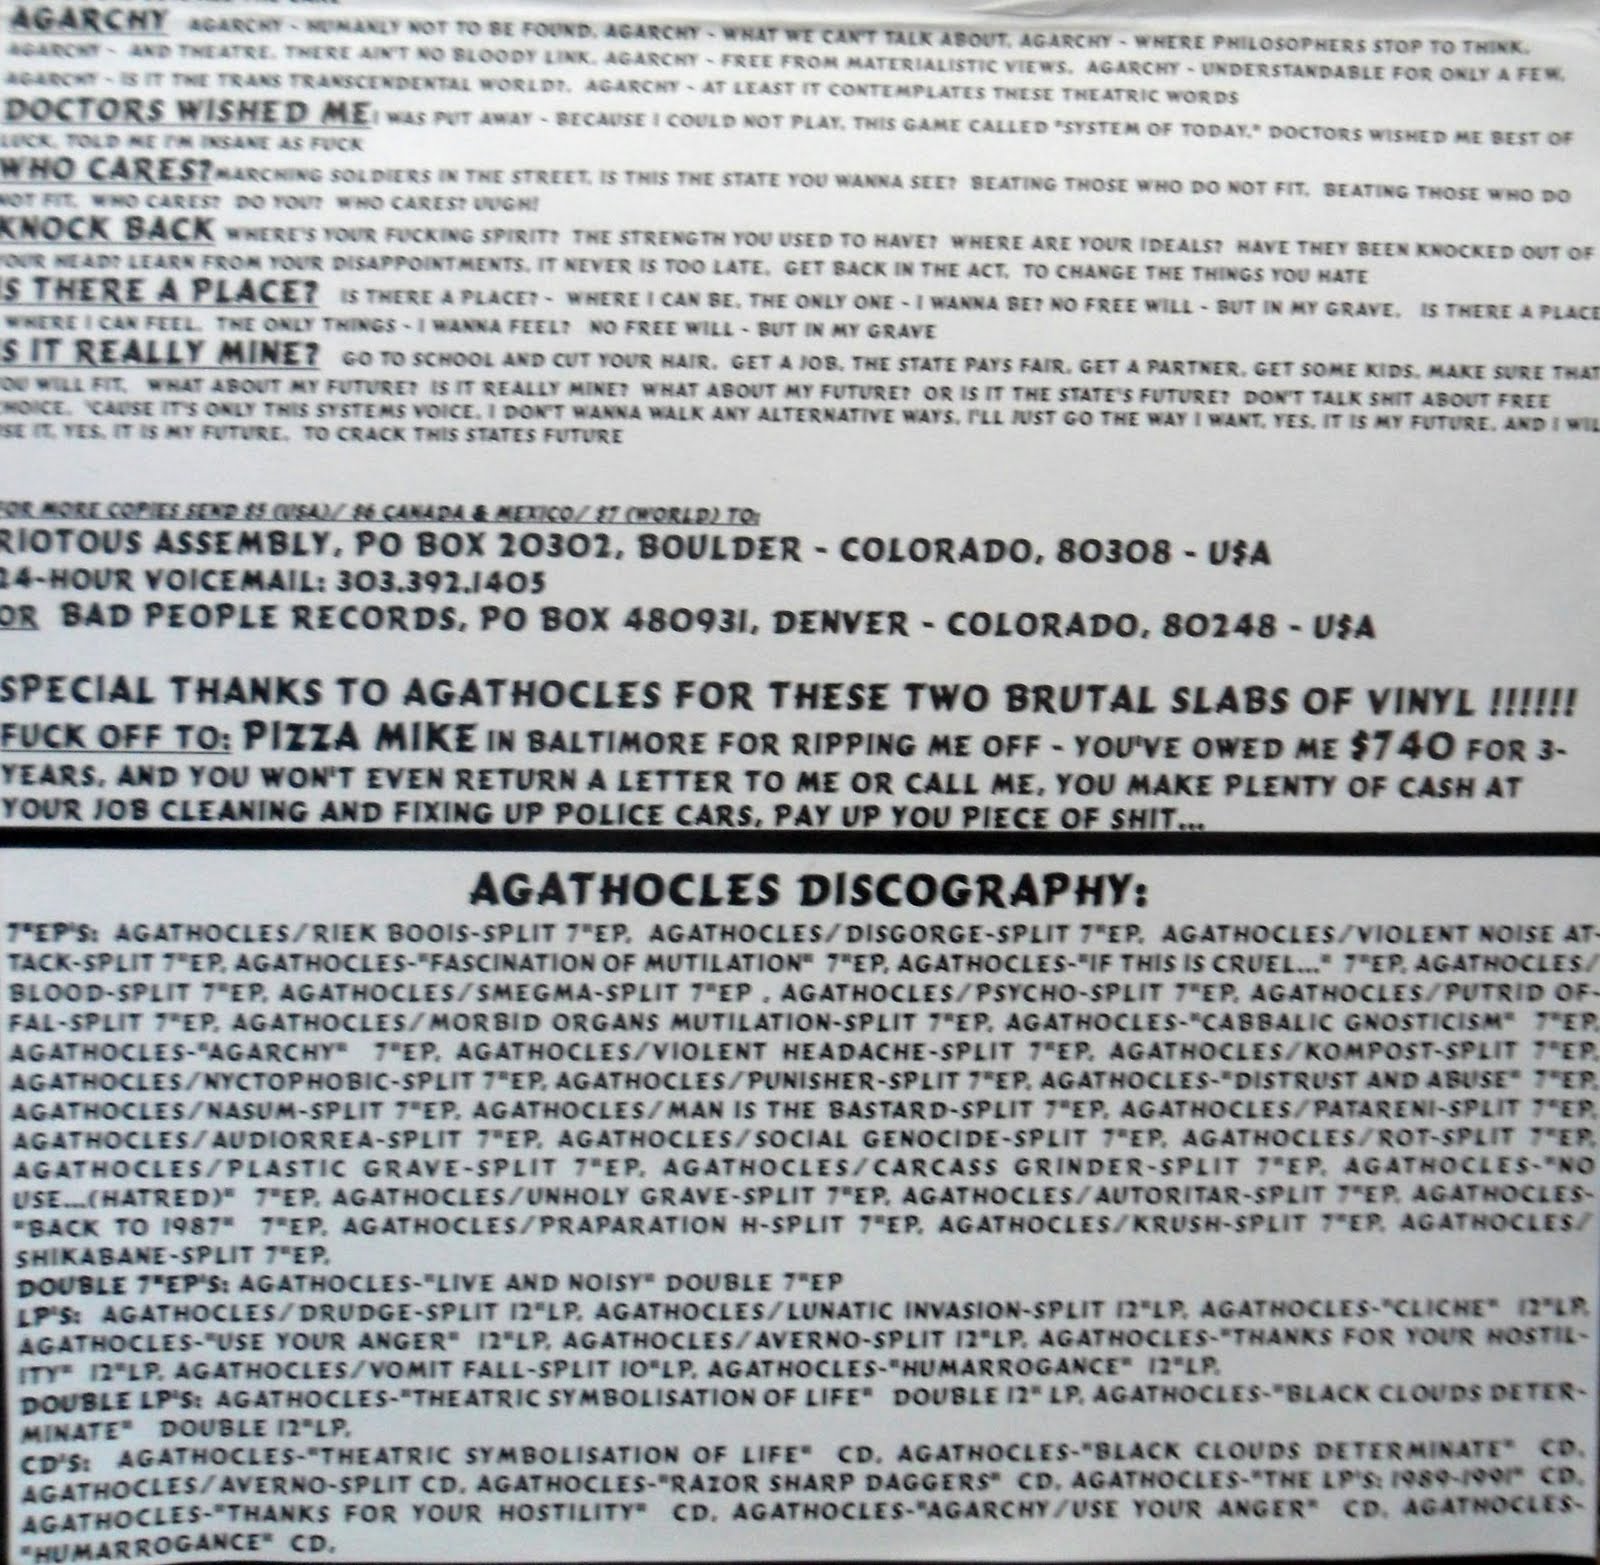 AGARCHY AGARCHY - HUMANLY NOT TO BE FOUND. AGARCHY - WHAT WE CAN'T TALK ABOUT. AGARCHY - WHERE PHILOSOPHERS STOP TO THINK.
AGARCHY - AND THEATRE. THERE AIN'T NO BLOODY LINK. AGARCHY - FREE FROM MATERIALISTIC VIEWS. AGARCHY - UNDERSTANDABLE FOR ONLY A FEW.
AGARCHY - IS IT THE TRANS TRANSCENDENTAL WORLD?. AGARCHY - AT LEAST IT CONTEMPLATES THESE THEATRIC WORDS
DOCTORS WISHED ME I WAS PUT AWAY - BECAUSE I COULD NOT PLAY. THIS GAME CALLED "SYSTEM OF TODAY." DOCTORS WISHED ME BEST OF
LUCK. TOLD ME I'M INSANE AS FUCK
WHO CARES? MARCHING SOLDIERS IN THE STREET. IS THIS THE STATE YOU WANNA SEE? BEATING THOSE WHO DO NOT FIT. BEATING THOSE WHO DO
NOT FIT. WHO CARES? DO YOU? WHO CARES? UUGH!
KNOCK BACK WHERE'S YOUR FUCKING SPIRIT? THE STRENGTH YOU USED TO HAVE? WHERE ARE YOUR IDEALS? HAVE THEY BEEN KNOCKED OUT OF
YOUR HEAD? LEARN FROM YOUR DISAPPOINTMENTS. IT NEVER IS TOO LATE. GET BACK IN THE ACT. TO CHANGE THE THINGS YOU HATE
IS THERE A PLACE? IS THERE A PLACE? - WHERE I CAN BE. THE ONLY ONE - I WANNA BE? NO FREE WILL - BUT IN MY GRAVE. IS THERE A PLACE
WHERE I CAN FEEL. THE ONLY THINGS - I WANNA FEEL? NO FREE WILL - BUT IN MY GRAVE
IS IT REALLY MINE? GO TO SCHOOL AND CUT YOUR HAIR. GET A JOB. THE STATE PAYS FAIR. GET A PARTNER. GET SOME KIDS. MAKE SURE THAT
YOU WILL FIT. WHAT ABOUT MY FUTURE? IS IT REALLY MINE? WHAT ABOUT MY FUTURE? OR IS IT THE STATE'S FUTURE? DON'T TALK SHIT ABOUT FREE
CHOICE. 'CAUSE IT'S ONLY THIS SYSTEMS VOICE. I DON'T WANNA WALK ANY ALTERNATIVE WAYS. I'LL JUST GO THE WAY I WANT. YES. IT IS MY FUTURE. AND I WILL
USE IT. YES. IT IS MY FUTURE. TO CRACK THIS STATES FUTURE
FOR MORE COPIES SEND $5 (USA)/ $6 CANADA & MEXICO/ $7 (WORLD) TO:
RIOTOUS ASSEMBLY, PO BOX 20302, BOULDER - COLORADO, 80308 - U$A
24-HOUR VOICEMAIL: 303.392.1405
OR BAD PEOPLE RECORDS, PO BOX 480931, DENVER - COLORADO, 80248 - U$A
SPECIAL THANKS TO AGATHOCLES FOR THESE TWO BRUTAL SLABS OF VINYL !!!!!!
FUCK OFF TO: PIZZA MIKE IN BALTIMORE FOR RIPPING ME OFF - YOU'VE OWED ME $740 FOR 3-
YEARS, AND YOU WON'T EVEN RETURN A LETTER TO ME OR CALL ME, YOU MAKE PLENTY OF CASH AT
YOUR JOB CLEANING AND FIXING UP POLICE CARS, PAY UP YOU PIECE OF SHIT...
AGATHOCLES DISCOGRAPHY:
7"EP'S: AGATHOCLES/RIEK BOOIS-SPLIT 7"EP, AGATHOCLES/DISGORGE-SPLIT 7"EP, AGATHOCLES/VIOLENT NOISE AT-
TACK-SPLIT 7"EP, AGATHOCLES-"FASCINATION OF MUTILATION" 7"EP, AGATHOCLES-"IF THIS IS CRUEL..." 7"EP, AGATHOCLES/
BLOOD-SPLIT 7"EP, AGATHOCLES/SMEGMA-SPLIT 7"EP , AGATHOCLES/PSYCHO-SPLIT 7"EP, AGATHOCLES/PUTRID OF-
FAL-SPLIT 7"EP, AGATHOCLES/MORBID ORGANS MUTILATION-SPLIT 7"EP, AGATHOCLES-"CABBALIC GNOSTICISM" 7"EP,
AGATHOCLES-"AGARCHY" 7"EP, AGATHOCLES/VIOLENT HEADACHE-SPLIT 7"EP, AGATHOCLES/KOMPOST-SPLIT 7"EP,
AGATHOCLES/NYCTOPHOBIC-SPLIT 7"EP, AGATHOCLES/PUNISHER-SPLIT 7"EP, AGATHOCLES-"DISTRUST AND ABUSE" 7"EP,
AGATHOCLES/NASUM-SPLIT 7"EP, AGATHOCLES/MAN IS THE BASTARD-SPLIT 7"EP, AGATHOCLES/PATARENI-SPLIT 7"EP,
AGATHOCLES/AUDIORREA-SPLIT 7"EP, AGATHOCLES/SOCIAL GENOCIDE-SPLIT 7"EP, AGATHOCLES/ROT-SPLIT 7"EP,
AGATHOCLES/PLASTIC GRAVE-SPLIT 7"EP, AGATHOCLES/CARCASS GRINDER-SPLIT 7"EP, AGATHOCLES-"NO
USE...(HATRED)" 7"EP, AGATHOCLES/UNHOLY GRAVE-SPLIT 7"EP, AGATHOCLES/AUTORITAR-SPLIT 7"EP, AGATHOCLES-
"BACK TO 1987" 7"EP, AGATHOCLES/PRAPARATION H-SPLIT 7"EP, AGATHOCLES/KRUSH-SPLIT 7"EP, AGATHOCLES/
SHIKABANE-SPLIT 7"EP,
DOUBLE 7"EP'S: AGATHOCLES-"LIVE AND NOISY" DOUBLE 7"EP
LP'S: AGATHOCLES/DRUDGE-SPLIT 12"LP, AGATHOCLES/LUNATIC INVASION-SPLIT 12"LP, AGATHOCLES-"CLICHE" 12"LP,
AGATHOCLES-"USE YOUR ANGER" 12"LP, AGATHOCLES/AVERNO-SPLIT 12"LP, AGATHOCLES-"THANKS FOR YOUR HOSTIL-
ITY" 12"LP, AGATHOCLES/VOMIT FALL-SPLIT 10"LP, AGATHOCLES-"HUMARROGANCE" 12"LP,
DOUBLE LP'S: AGATHOCLES-"THEATRIC SYMBOLISATION OF LIFE" DOUBLE 12" LP, AGATHOCLES-"BLACK CLOUDS DETER-
MINATE" DOUBLE 12"LP,
CD'S: AGATHOCLES-"THEATRIC SYMBOLISATION OF LIFE" CD, AGATHOCLES-"BLACK CLOUDS DETERMINATE" CD,
AGATHOCLES/AVERNO-SPLIT CD, AGATHOCLES-"RAZOR SHARP DAGGERS" CD, AGATHOCLES-"THE LP'S: 1989-1991" CD,
AGATHOCLES-"THANKS FOR YOUR HOSTILITY" CD, AGATHOCLES-"AGARCHY/USE YOUR ANGER" CD, AGATHOCLES-
"HUMARROGANCE" CD,